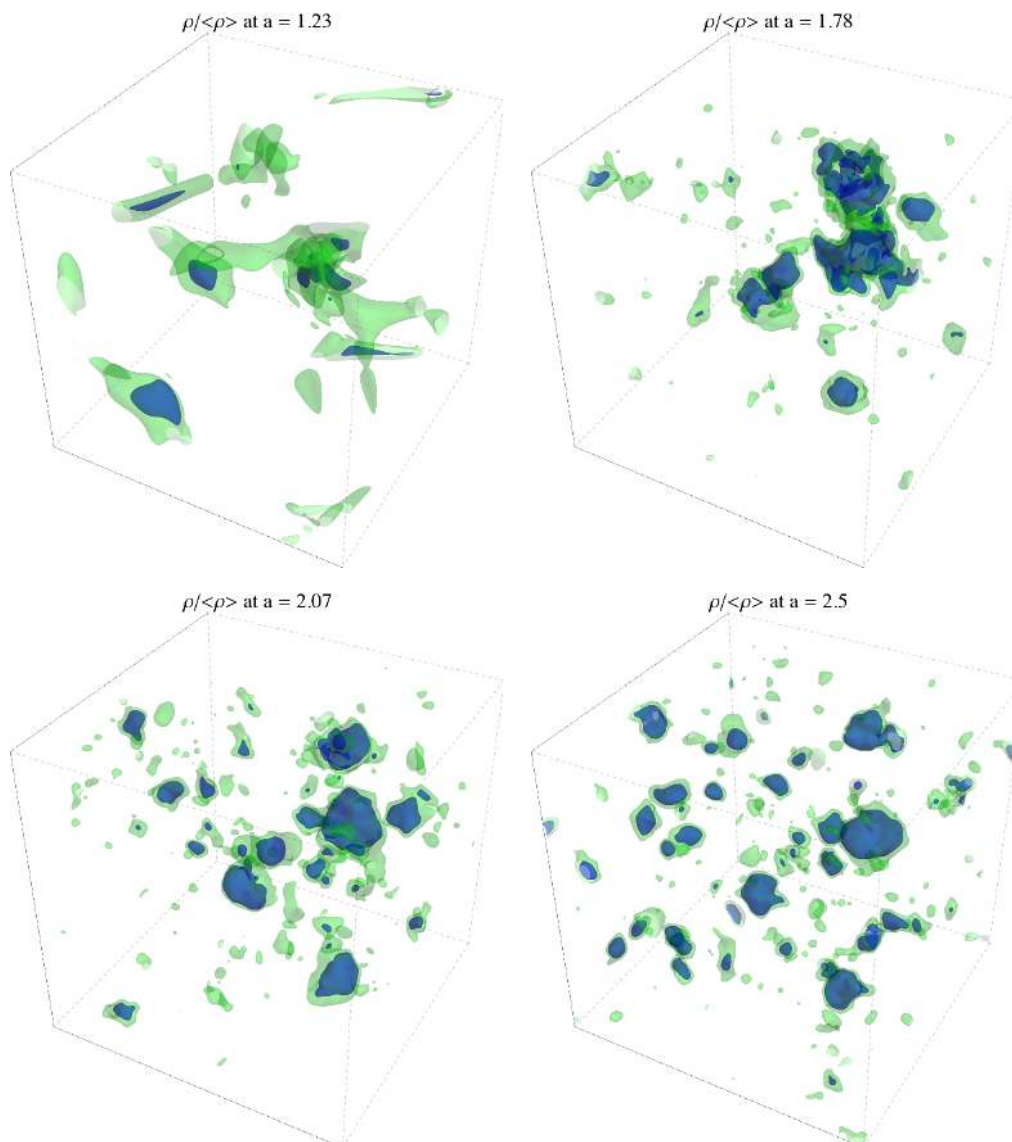 ρ/<ρ> at a = 1.23
ρ/<ρ> at a = 1.78
ρ/<ρ> at a = 2.07
ρ/<ρ> at a = 2.5